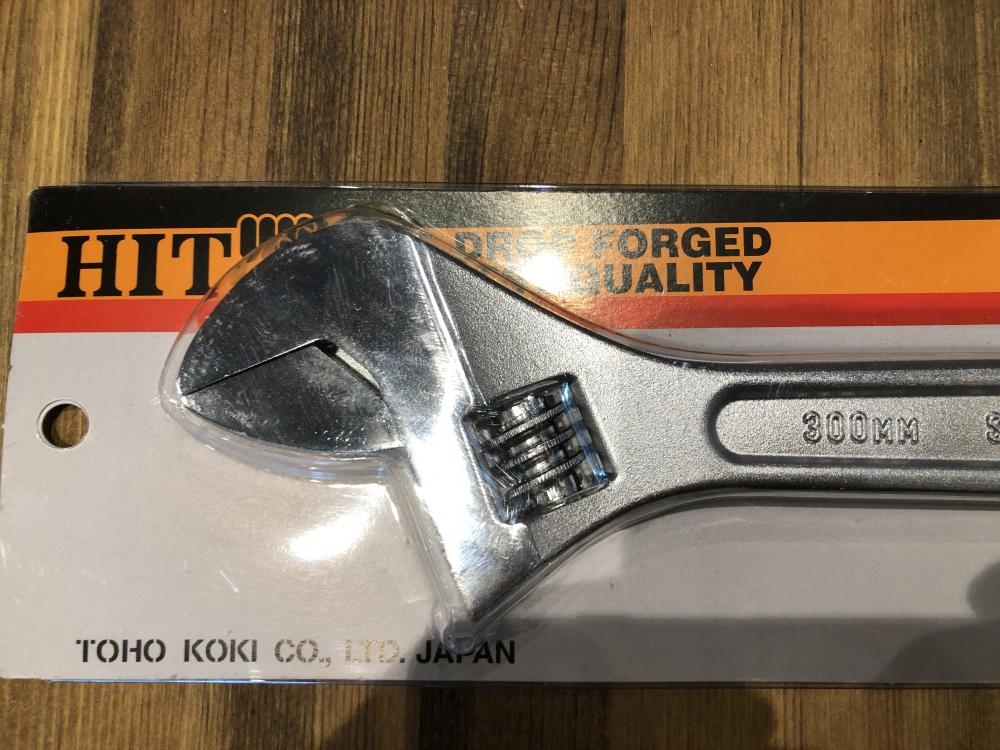 HIT
DROP FORGED
QUALITY
300MM S
TOHO KOKI CO., LTD. JAPAN